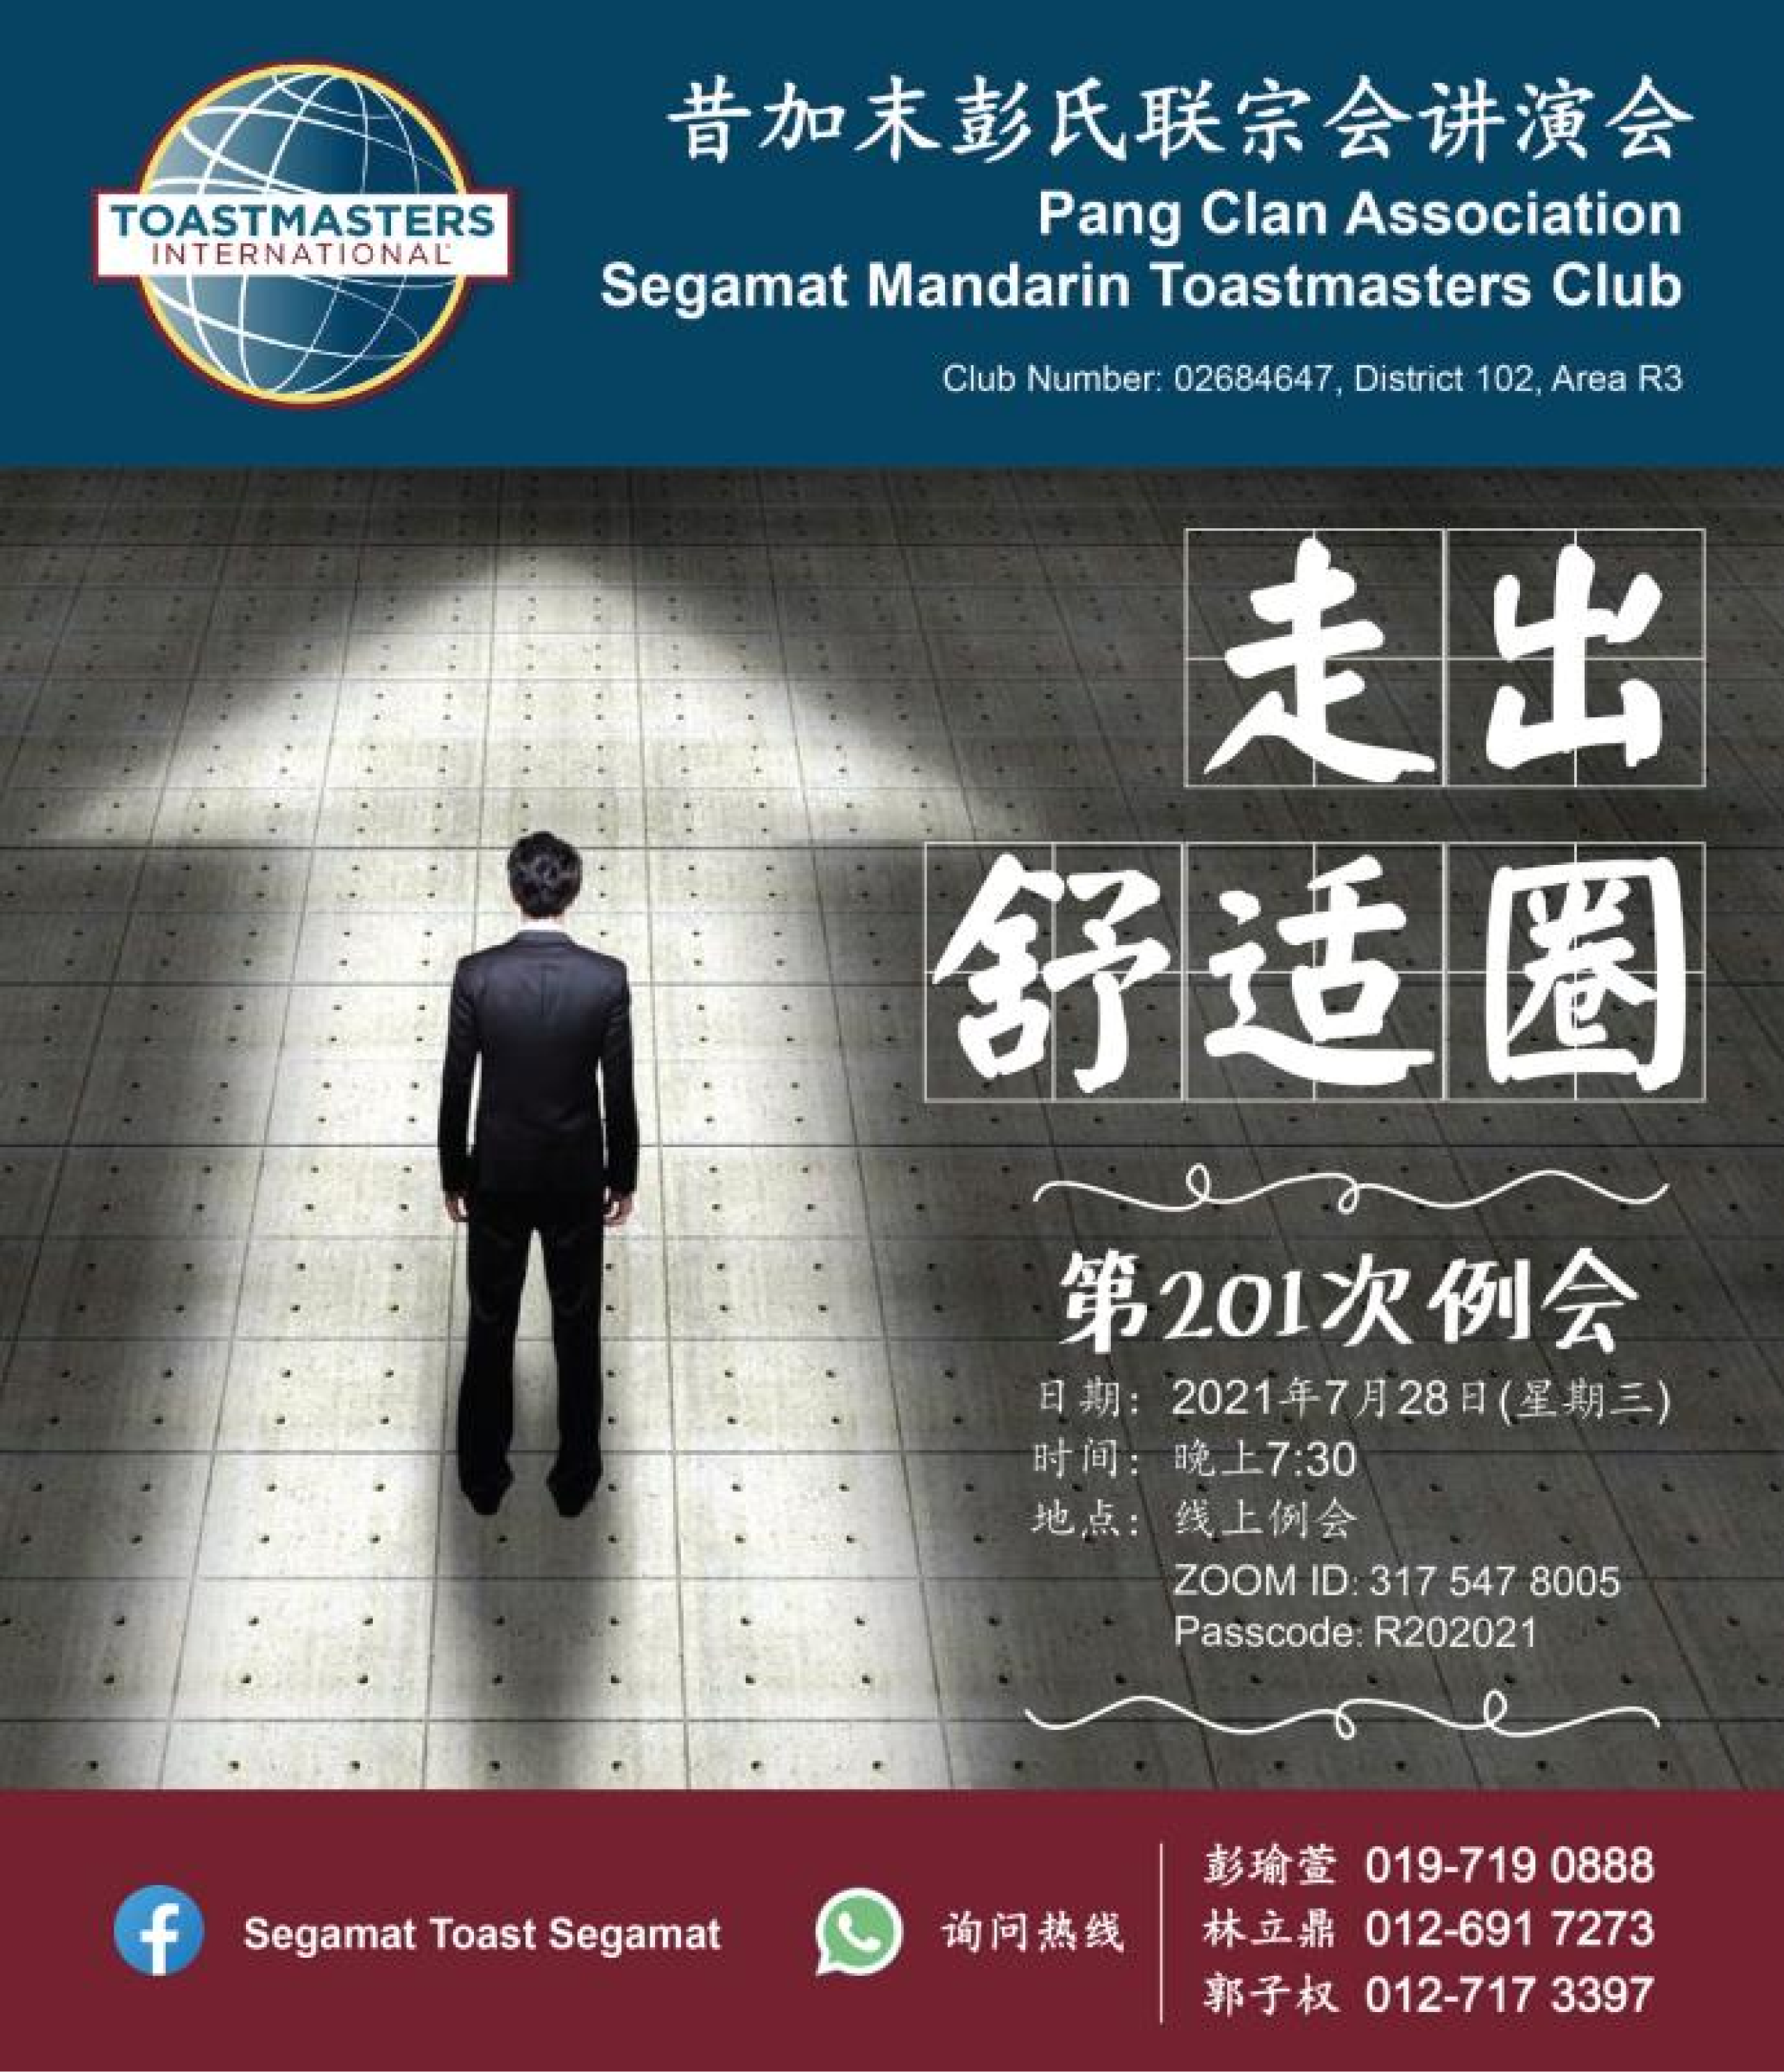 TOASTMASTERS
INTERNATIONAL
昔加末彭氏联宗会讲演会
Pang Clan Association
Segamat Mandarin Toastmasters Club
Club Number: 02684647, District 102, Area R3
走出
舒适圈
第201次例会
日期: 2021年7月28日(星期三)
时间: 晚上7:30
地点: 线上例会
ZOOM ID: 317 547 8005
Passcode: R202021
Segamat Toast Segamat
询问热线
彭瑜萱 019-719 0888
林立鼎 012-691 7273
郭子权 012-717 3397